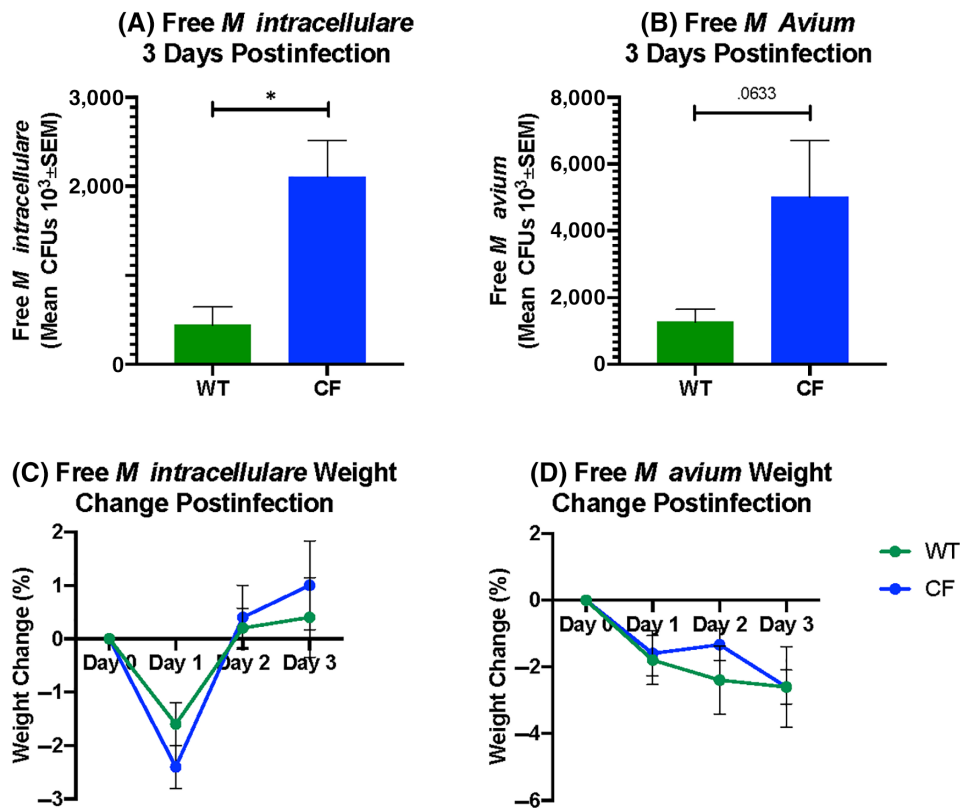 (A) Free M intracellulare
3 Days Postinfection
3,000
2,000
0
Free M intracellulare
(Mean CFUs 10³±SEM)
*
WT
CF
(B) Free M Avium
3 Days Postinfection
8,000
6,000
4,000
2,000
0
Free M avium
(Mean CFUs 10³±SEM)
.0633
WT
CF
(C) Free M intracellulare Weight
Change Postinfection
2
1
0
–1
–2
–3
Weight Change (%)
Day 0
Day 1
Day 2
Day 3
(D) Free M avium Weight
Change Postinfection
2
0
–2
–4
–6
Weight Change (%)
Day 0
Day 1
Day 2
Day 3
WT
CF